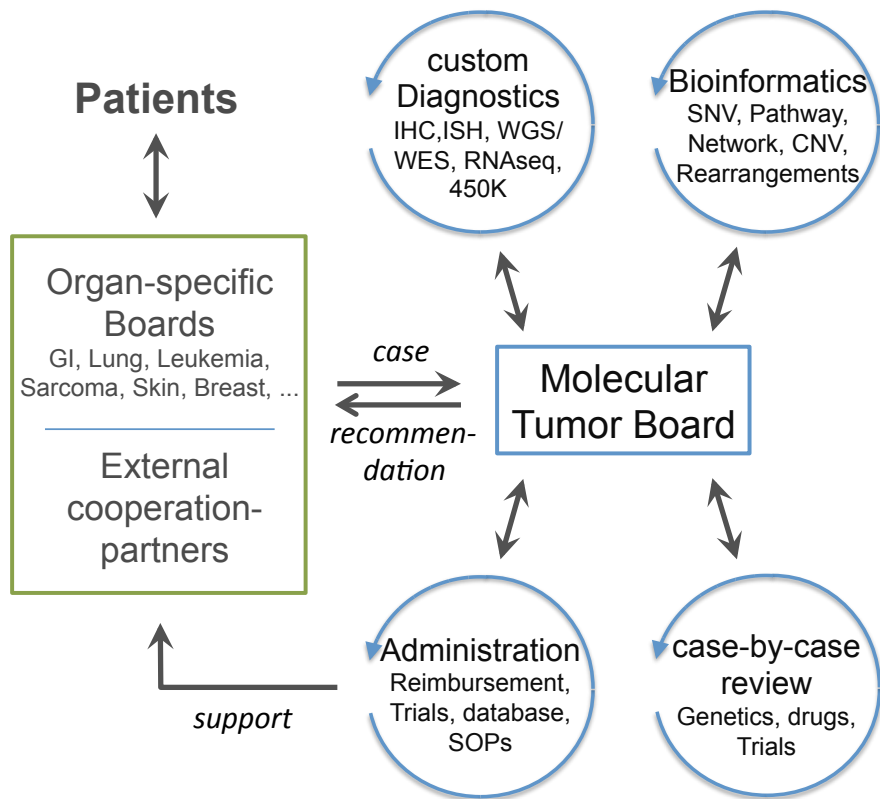 Patients
Organ-specific
Boards
GI, Lung, Leukemia,
Sarcoma, Skin, Breast, ...
External
cooperation-
partners
case
recommen-
dation
support
custom
Diagnostics
IHC,ISH, WGS/
WES, RNAseq,
450K
Bioinformatics
SNV, Pathway,
Network, CNV,
Rearrangements
Molecular
Tumor Board
Administration
Reimbursement,
Trials, database,
SOPs
case-by-case
review
Genetics, drugs,
Trials